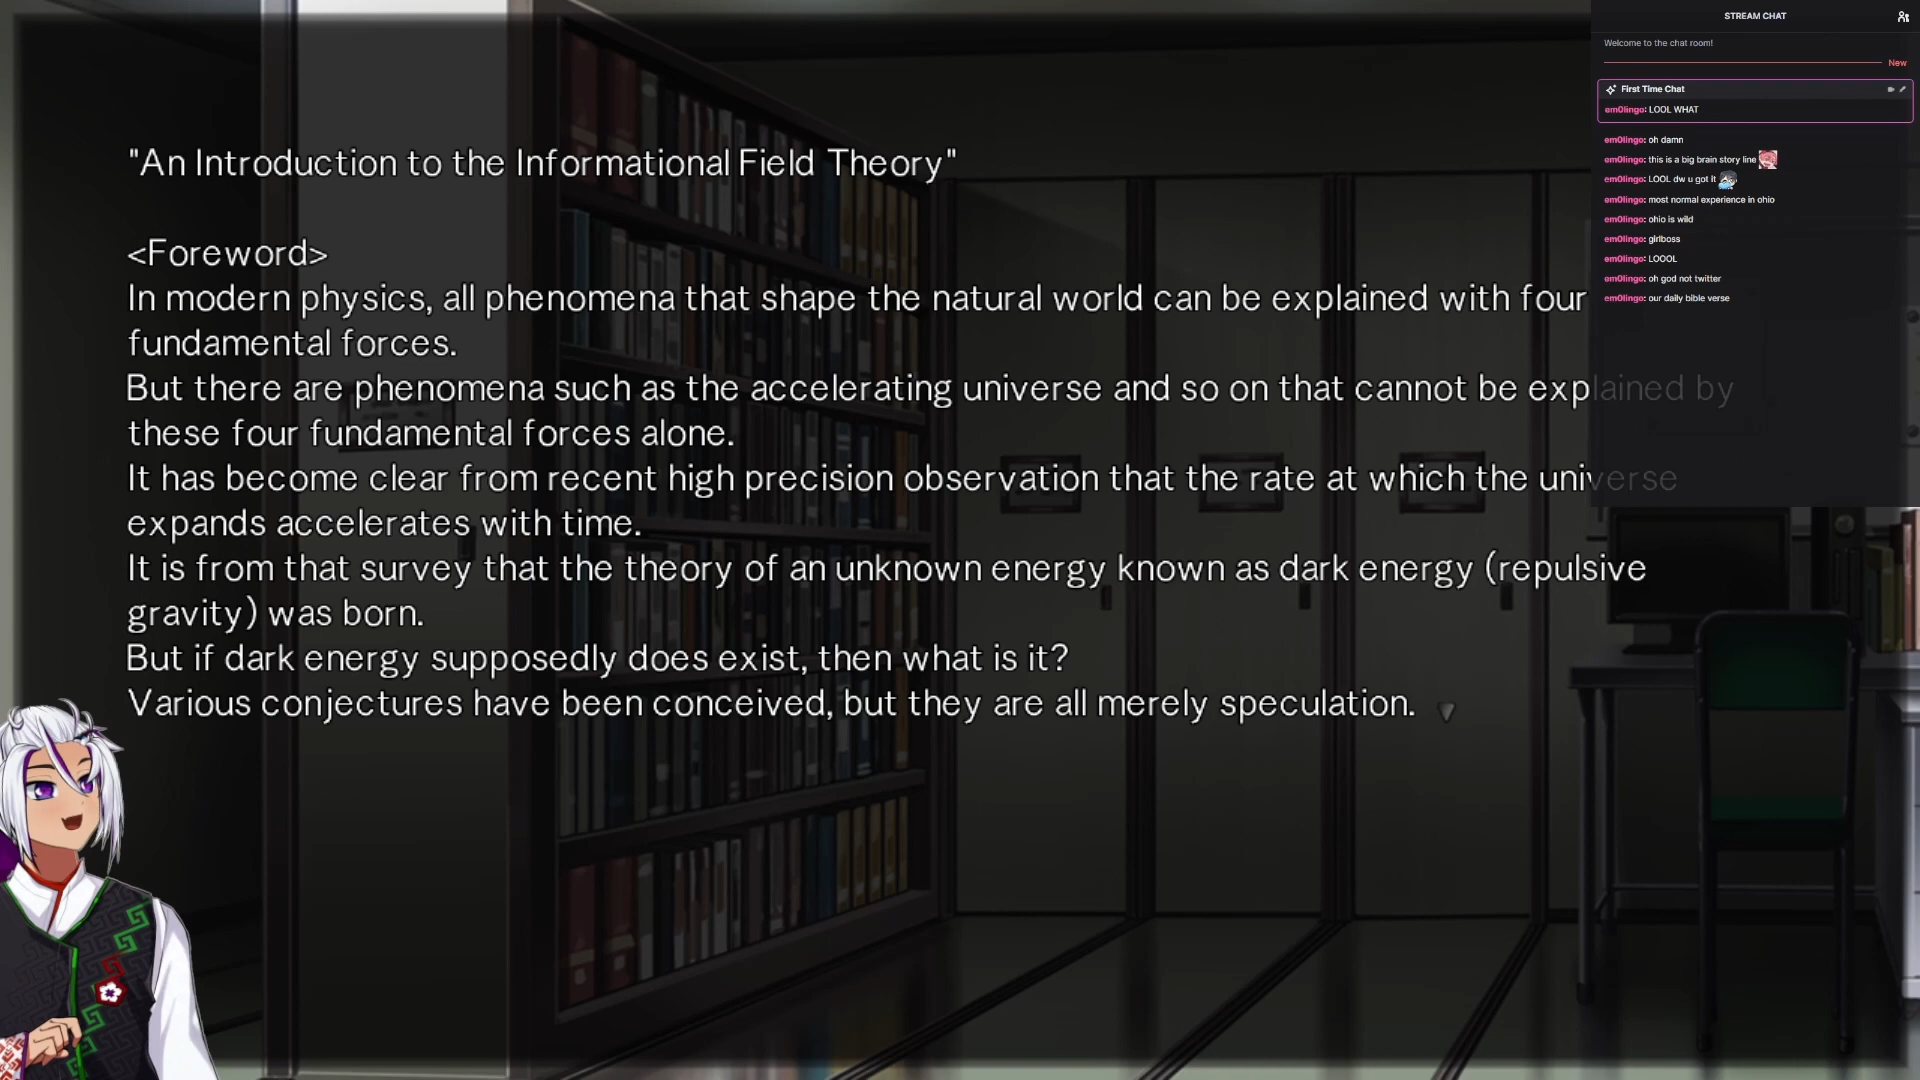 "An Introduction to the Informational Field Theory"
<Foreword>
In modern physics, all phenomena that shape the natural world can be explained with four
fundamental forces.
But there are phenomena such as the accelerating universe and so on that cannot be explained by
these four fundamental forces alone.
It has become clear from recent high precision observation that the rate at which the universe
expands accelerates with time.
It is from that survey that the theory of an unknown energy known as dark energy (repulsive
gravity) was born.
But if dark energy supposedly does exist, then what is it?
Various conjectures have been conceived, but they are all merely speculation.
STREAM CHAT
Welcome to the chat room!
New
First Time Chat
em0lingo: LOOL WHAT
em0lingo: oh damn
em0lingo: this is a big brain story line
em0lingo: LOOL dw u got it
em0lingo: most normal experience in ohio
em0lingo: ohio is wild
em0lingo: girlboss
em0lingo: LOOOL
em0lingo: oh god not twitter
em0lingo: our daily bible verse